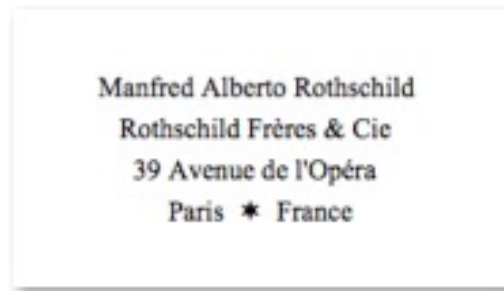 Manfred Alberto Rothschild
Rothschild Frères & Cie
39 Avenue de l'Opéra
Paris ✶ France